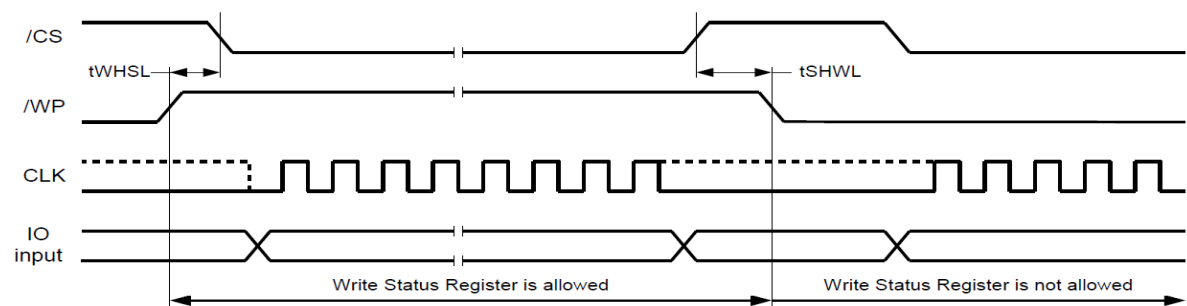 /CS
tWHSL
tSHWL
/WP
CLK
IO
input
Write Status Register is allowed
Write Status Register is not allowed